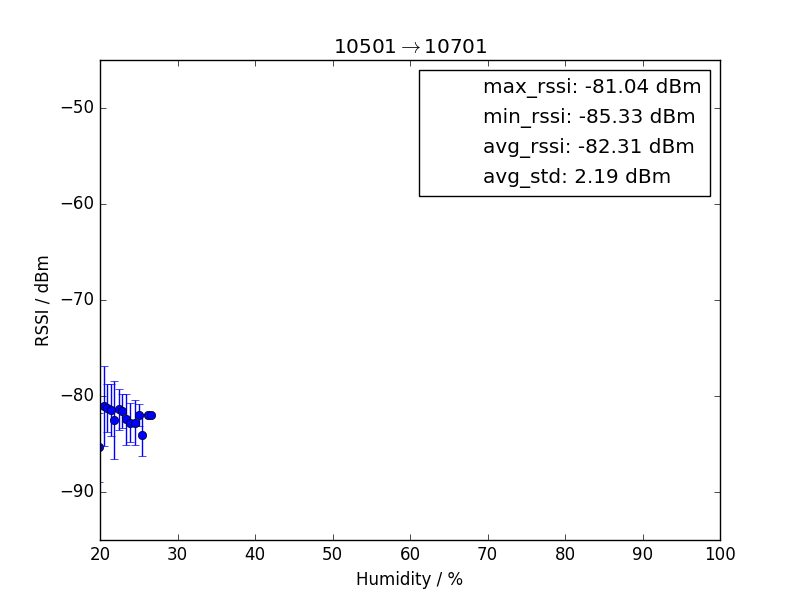 10501→10701
max_rssi: -81.04 dBm
min_rssi: -85.33 dBm
avg_rssi: -82.31 dBm
avg_std: 2.19 dBm
−50
−60
−70
−80
−90
RSSI / dBm
20 30 40 50 60 70 80 90 100
Humidity / %